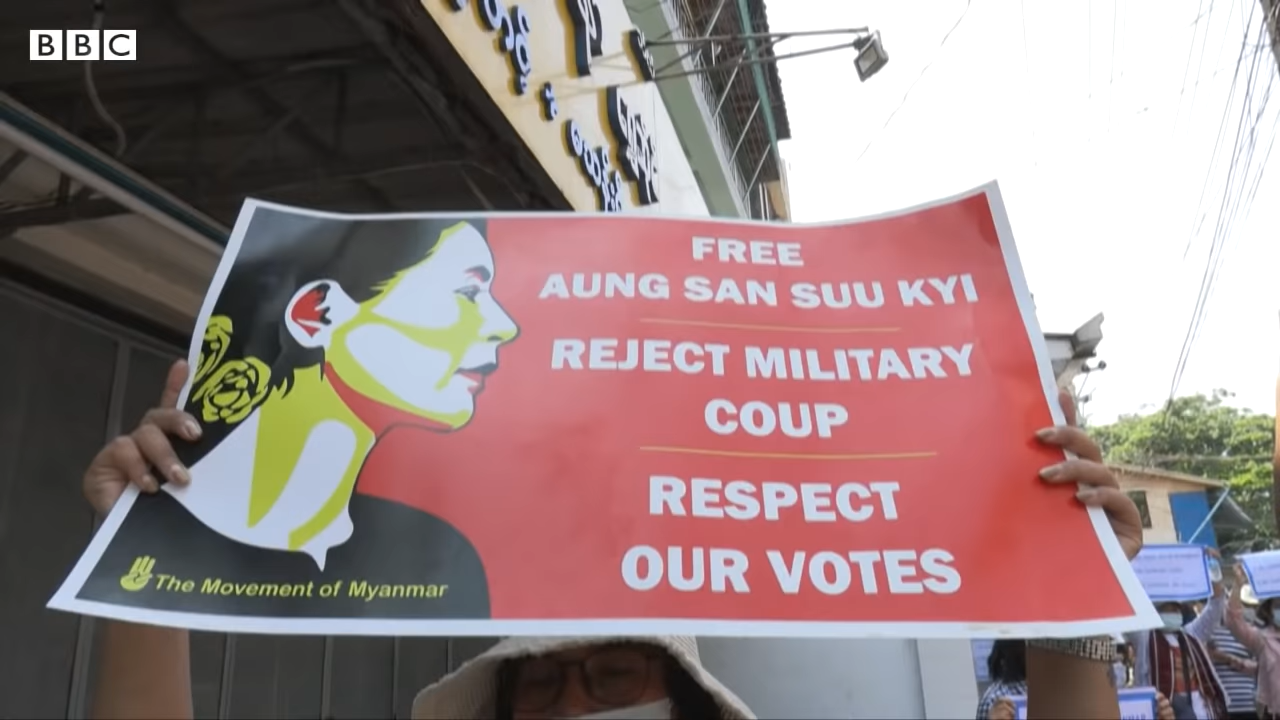 BBC
FREE
AUNG SAN SUU KYI
REJECT MILITARY
COUP
RESPECT
OUR VOTES
The Movement of Myanmar